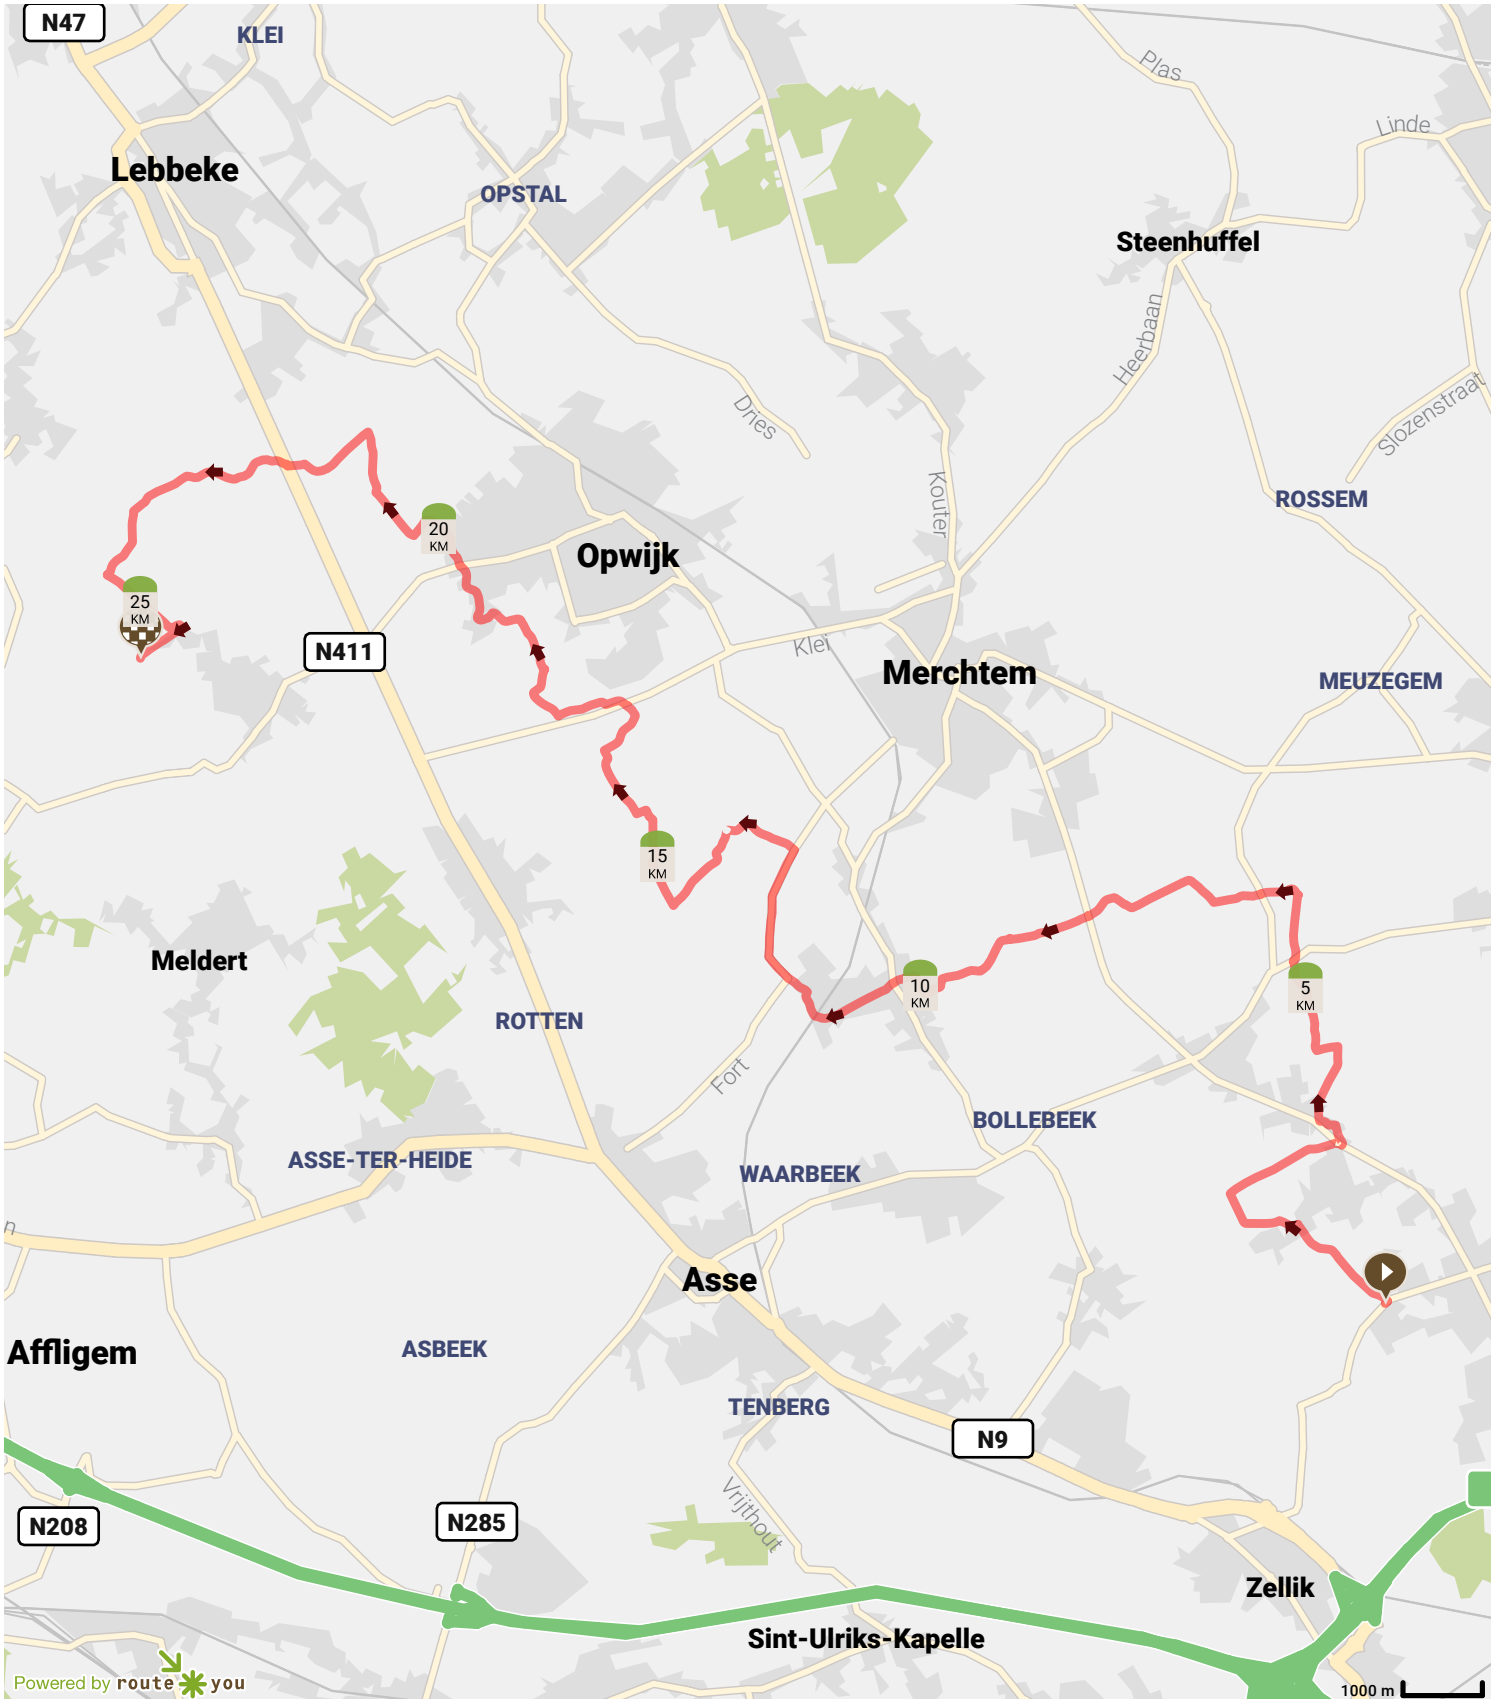 N47
KLEI
Plas
Linde
Lebbeke
OPSTAL
Steenhuffel
Heerbaan
Dries
Slozenstraat
Kouter
ROSSEM
20
KM
Opwijk
25
KM
N411
Klei
Merchtem
MEUZEGEM
15
KM
Meldert
10
KM
5
KM
ROTTEN
Fort
BOLLEBEEK
ASSE-TER-HEIDE
WAARBEEK
n
Asse
Affligem
ASBEEK
TENBERG
N9
Vrijthout
N208
N285
Zellik
Sint-Ulriks-Kapelle
Powered by route you
1000 m